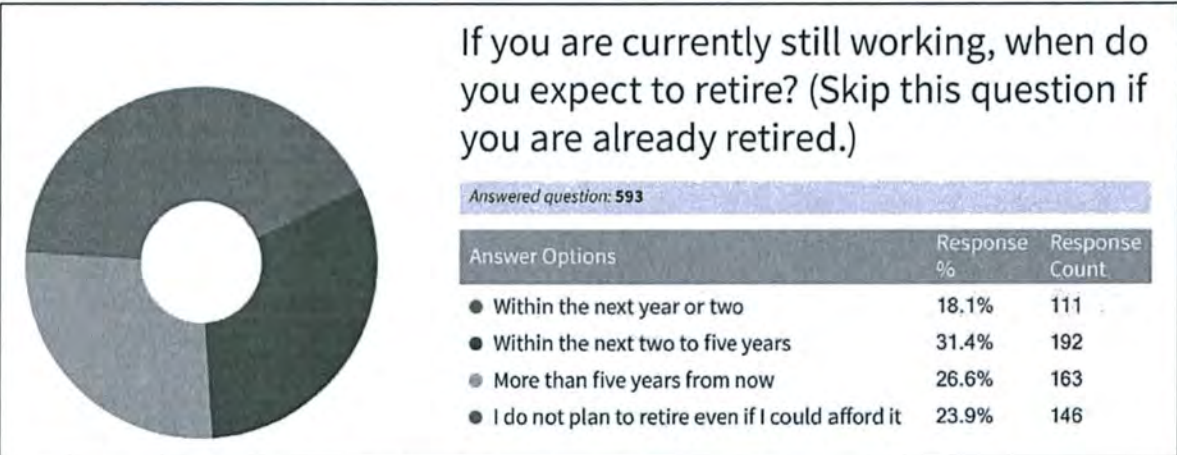 If you are currently still working, when do
you expect to retire? (Skip this question if
you are already retired.)
Answered question: 593
Answer Options Response % Response Count
● Within the next year or two 18.1% 111
● Within the next two to five years 31.4% 192
● More than five years from now 26.6% 163
● I do not plan to retire even if I could afford it 23.9% 146